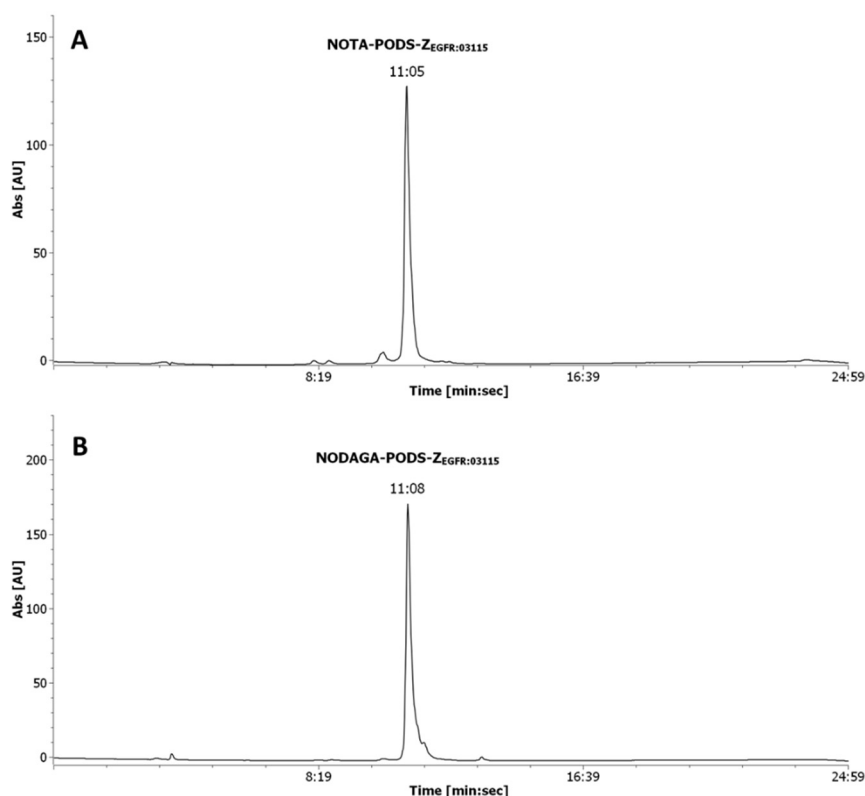 A
NOTA-PODS-ZEGFR:03115
11:05
150
100
50
0
Abs [AU]
8:19
16:39
24:59
Time [min:sec]
B
NODAGA-PODS-ZEGFR:03115
11:08
200
150
100
50
0
Abs [AU]
8:19
16:39
24:59
Time [min:sec]